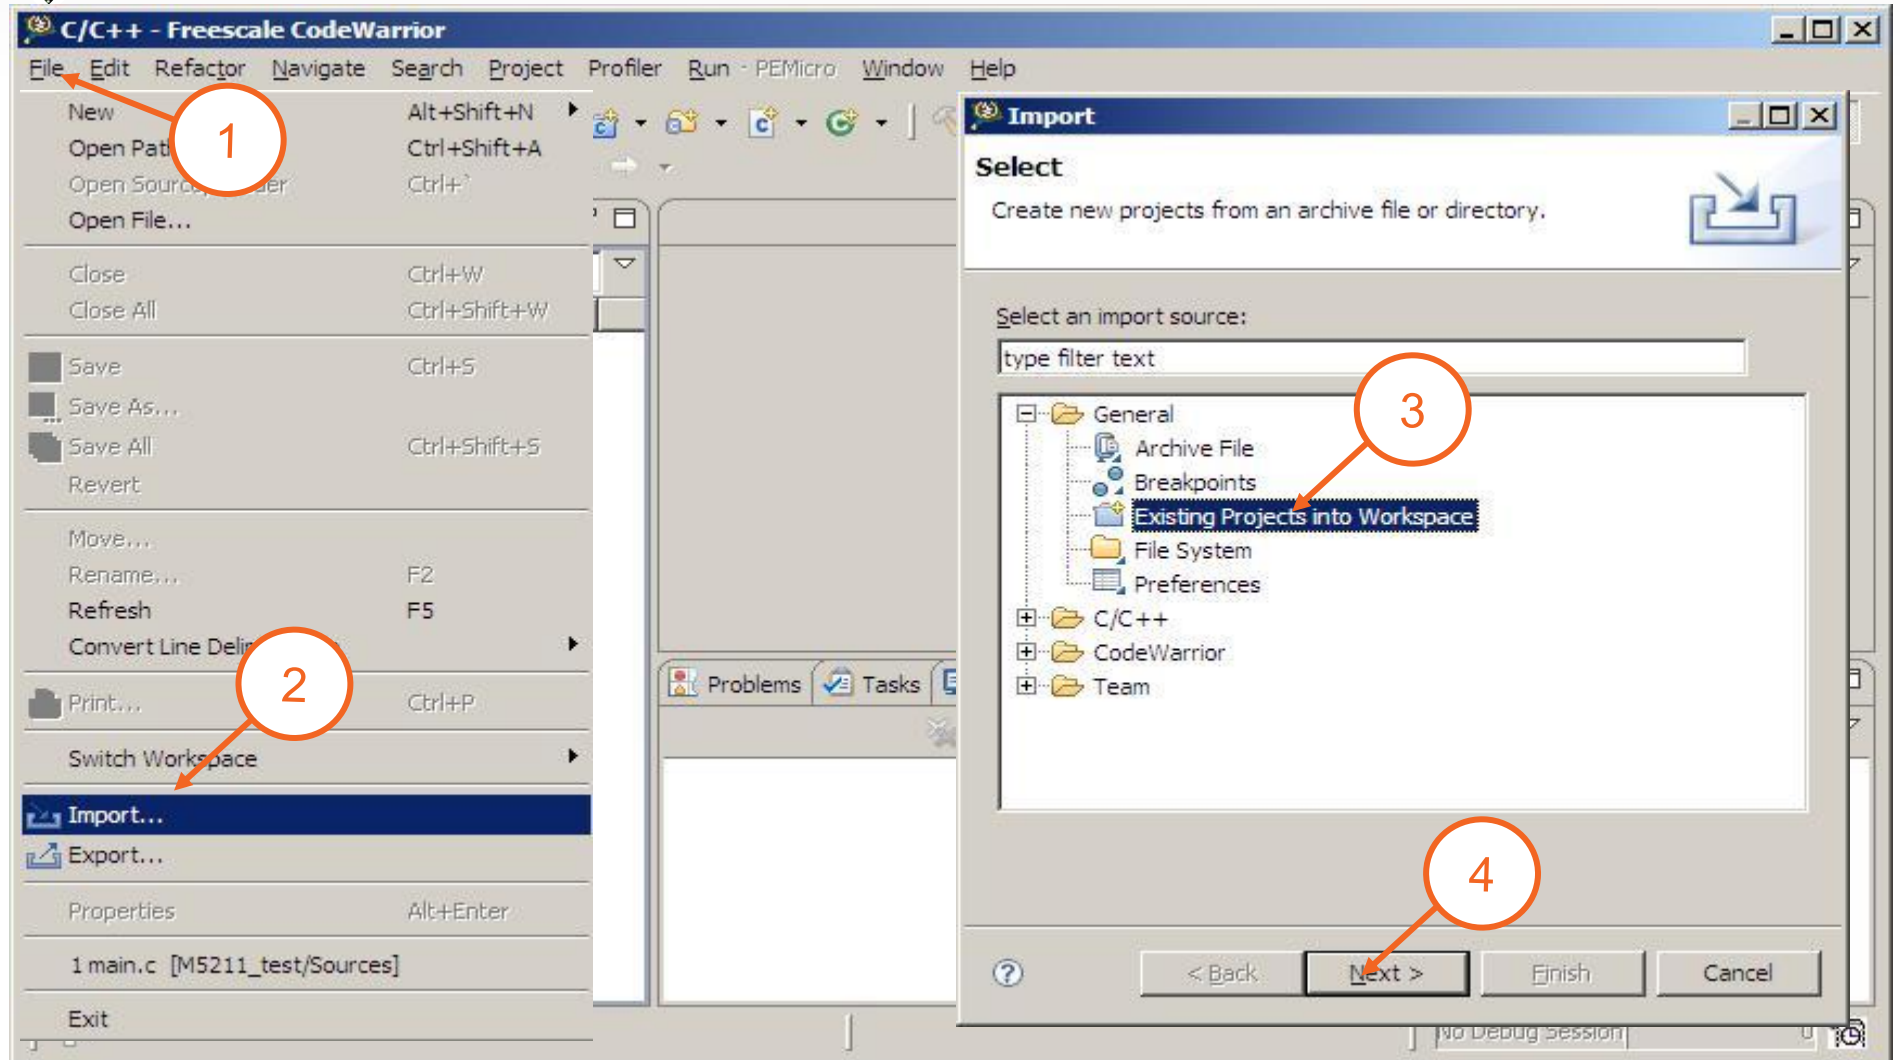 C/C++ - Freescale CodeWarrior
File Edit Refactor Navigate Search Project Profiler Run PEMicro Window Help
New Alt+Shift+N
1
Open Ctrl+Shift+A
Open Ctrl+`
Open File...
Close Ctrl+W
Close All Ctrl+Shift+W
Save Ctrl+S
Save As...
Save All Ctrl+Shift+S
Revert
Move...
Rename... F2
Refresh F5
Convert Line
2
Print... Ctrl+P
Switch Workspace
Import...
Export...
Properties Alt+Enter
1 main.c [M5211_test/Sources]
Exit
Problems Tasks
Import
Select
Create new projects from an archive file or directory.
Select an import source:
type filter text
3
General
Archive File
Breakpoints
Existing Projects into Workspace
File System
Preferences
C/C++
CodeWarrior
Team
4
< Back Next > Finish Cancel
No Debug Session